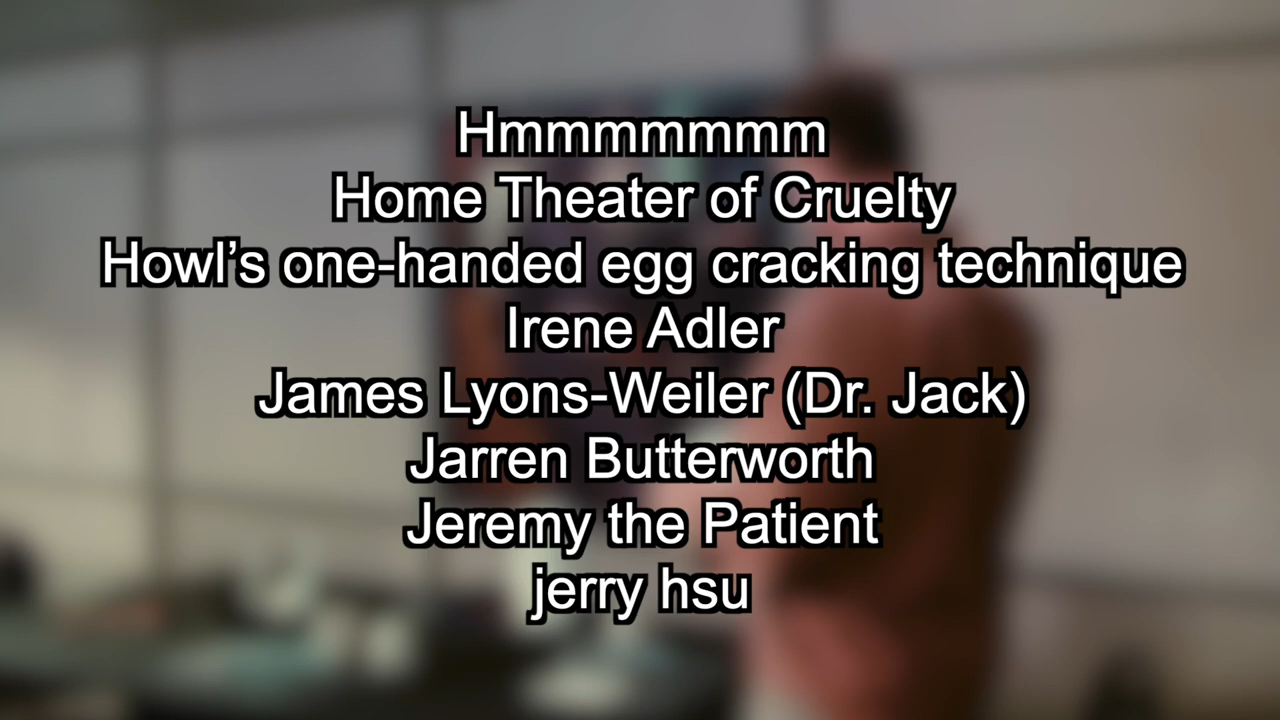 Hmmmmmmm
Home Theater of Cruelty
Howl’s one-handed egg cracking technique
Irene Adler
James Lyons-Weiler (Dr. Jack)
Jarren Butterworth
Jeremy the Patient
jerry hsu